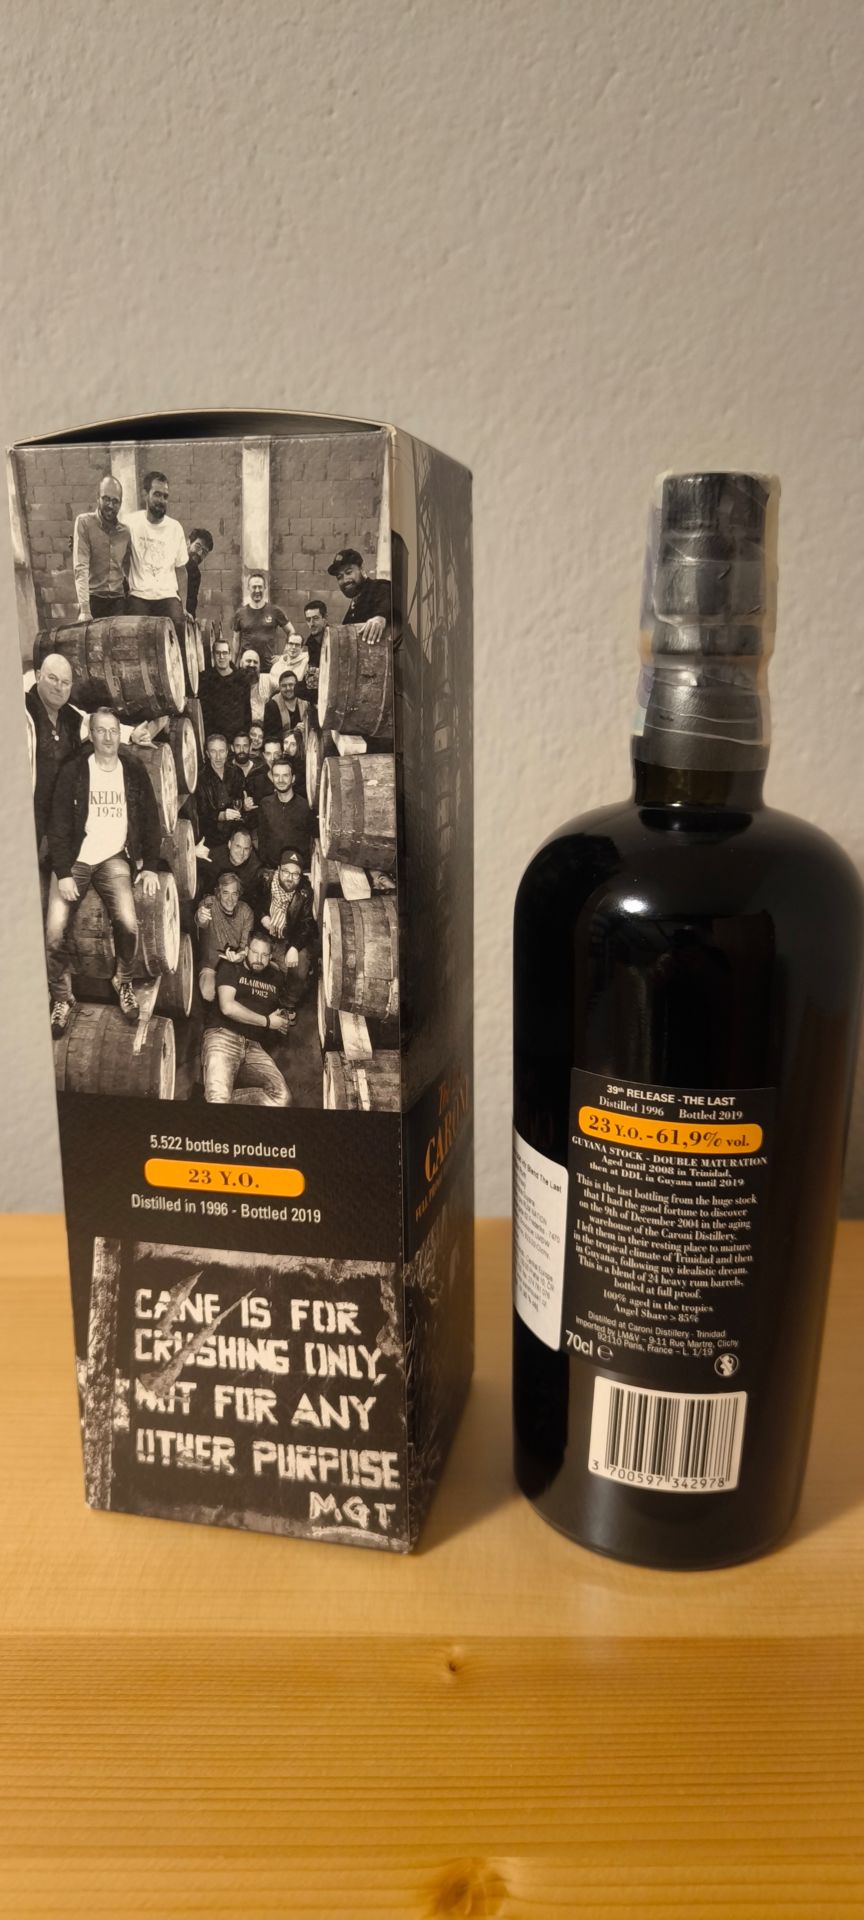 KELDO
1978
BLAIRMONT
1982
5.522 bottles produced
23 Y.O.
Distilled in 1996 - Bottled 2019
CANE IS FOR
CRUSHING ONLY,
NOT FOR ANY
OTHER PURPOSE
MGT
CARONI
FULL PROOF
39th RELEASE - THE LAST
Distilled 1996 Bottled 2019
23 Y.O. - 61,9% vol.
GUYANA STOCK - DOUBLE MATURATION
Aged until 2008 in Trinidad,
then at DDL in Guyana until 2019
This is the last bottling from the huge stock
that I had the good fortune to discover
on the 9th of December 2004 in the aging
warehouse of the Caroni Distillery.
I left them in their resting place to mature
in the tropical climate of Trinidad and then
in Guyana, following my idealistic dream.
This is a blend of 24 heavy rum barrels,
bottled at full proof.
100% aged in the tropics
Angel Share > 85%
Distilled at Caroni Distillery - Trinidad
Imported by LM&V - 9-11 Rue Martre, Clichy
92110 Paris, France - L. 1/19
70cl e
3 700597 342978
Blend The Last